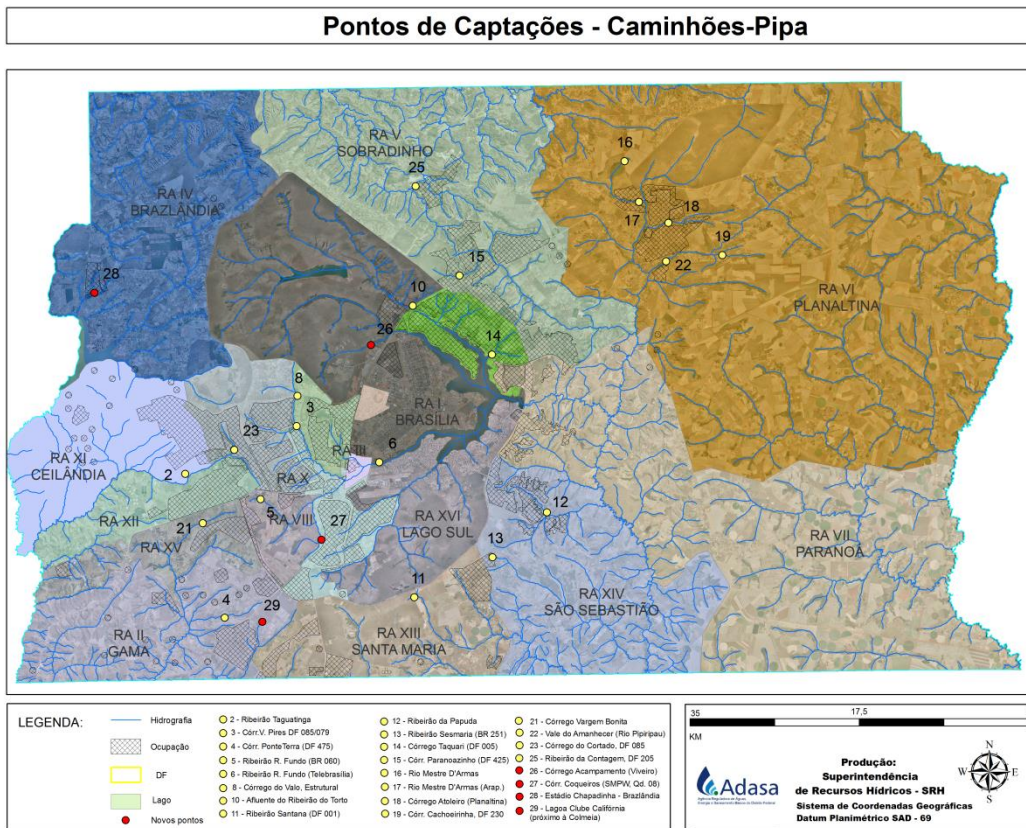 Pontos de Captações - Caminhões-Pipa
16
RA V
SOBRADINHO
25
RA IV
BRAZLÂNDIA
17
18
19
15
22
28
RA VI
PLANALTINA
10
26
14
8
3
RA I
BRASÍLIA
23
RA III
6
RA XI
CEILÂNDIA
2
RA X
5
12
RA XII
21
RA VIII
27
RA XVI
LAGO SUL
RA XV
RA VII
PARANOÁ
13
11
4
29
RA XIV
SÃO SEBASTIÃO
RA II
GAMA
RA XIII
SANTA MARIA
LEGENDA:
Hidrografia
Ocupação
DF
Lago
Novos pontos
2 - Ribeirão Taguatinga
3 - Córr.V. Pires DF 085/079
4 - Córr. PonteTerra (DF 475)
5 - Ribeirão R. Fundo (BR 060)
6 - Ribeirão R. Fundo (Telebrasília)
8 - Córrego do Valo, Estrutural
10 - Afluente do Ribeirão do Torto
11 - Ribeirão Santana (DF 001)
12 - Ribeirão da Papuda
13 - Ribeirão Sesmaria (BR 251)
14 - Córrego Taquari (DF 005)
15 - Córr. Paranoazinho (DF 425)
16 - Rio Mestre D'Armas
17 - Rio Mestre D'Armas (Arap.)
18 - Córrego Atoleiro (Planaltina)
19 - Córr. Cachoeirinha, DF 230
21 - Córrego Vargem Bonita
22 - Vale do Amanhecer (Rio Pipiripau)
23 - Córrego do Cortado, DF 085
25 - Ribeirão da Contagem, DF 205
26 - Córrego Acampamento (Viveiro)
27 - Córr. Coqueiros (SMPW, Qd. 08)
28 - Estádio Chapadinha - Brazlândia
29 - Lagoa Clube Califórnia
(próximo à Colmeia)
35
17,5
KM
Adasa
Produção:
Superintendência
de Recursos Hídricos - SRH
Sistema de Coordenadas Geográficas
Datum Planimétrico SAD - 69
N
W
E
S